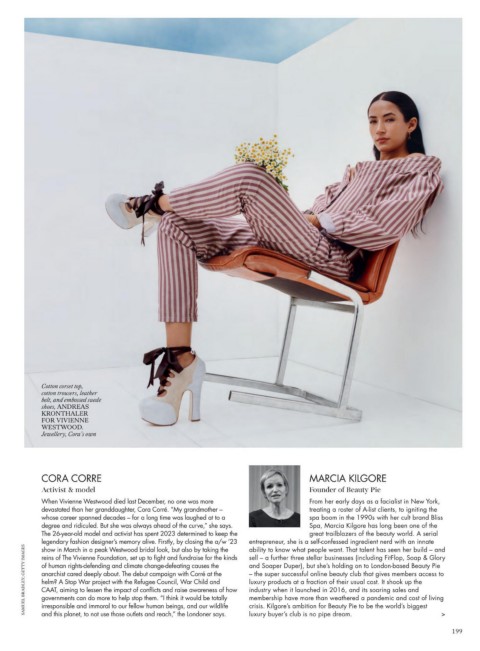 Cotton corset top,
cotton trousers, leather
belt, and embossed suede
shoes, ANDREAS
KRONTHALER
FOR VIVIENNE
WESTWOOD.
Jewellery, Cora's own
CORA CORRE
Activist & model
When Vivienne Westwood died last December, no one was more
devastated than her granddaughter, Cora Corré. "My grandmother –
whose career spanned decades – for a long time was laughed at to a
degree and ridiculed. But she was always ahead of the curve," she says.
The 26-year-old model and activist has spent 2023 determined to keep the
legendary fashion designer's memory alive. Firstly, by closing the a/w '23
show in March in a peak Westwood bridal look, but also by taking the
reins of The Vivienne Foundation, set up to fight and fundraise for the kinds
of human rights-defending and climate change-defeating causes the
anarchist cared deeply about. The debut campaign with Corré at the
helm? A Stop War project with the Refugee Council, War Child and
CAAT, aiming to lessen the impact of conflicts and raise awareness of how
governments can do more to help stop them. "I think it would be totally
irresponsible and immoral to our fellow human beings, and our wildlife
and this planet, to not use those outlets and reach," the Londoner says.
MARCIA KILGORE
Founder of Beauty Pie
From her early days as a facialist in New York,
treating a roster of A-list clients, to igniting the
spa boom in the 1990s with her cult brand Bliss
Spa, Marcia Kilgore has long been one of the
great trailblazers of the beauty world. A serial
entrepreneur, she is a self-confessed ingredient nerd with an innate
ability to know what people want. That talent has seen her build – and
sell – a further three stellar businesses (including FitFlop, Soap & Glory
and Soaper Duper), but she's holding on to London-based Beauty Pie
– the super successful online beauty club that gives members access to
luxury products at a fraction of their usual cost. It shook up the
industry when it launched in 2016, and its soaring sales and
membership have more than weathered a pandemic and cost of living
crisis. Kilgore's ambition for Beauty Pie to be the world's biggest
luxury buyer's club is no pipe dream. >
199